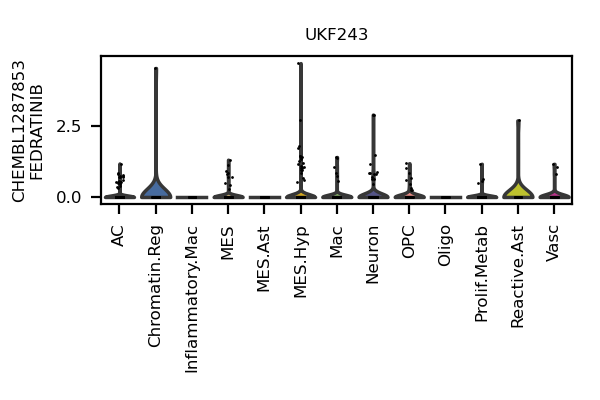 UKF243
CHEMBL1287853
FEDRATINIB
2.5
0.0
AC
Chromatin.Reg
Inflammatory.Mac
MES
MES.Ast
MES.Hyp
Mac
Neuron
OPC
Oligo
Prolif.Metab
Reactive.Ast
Vasc